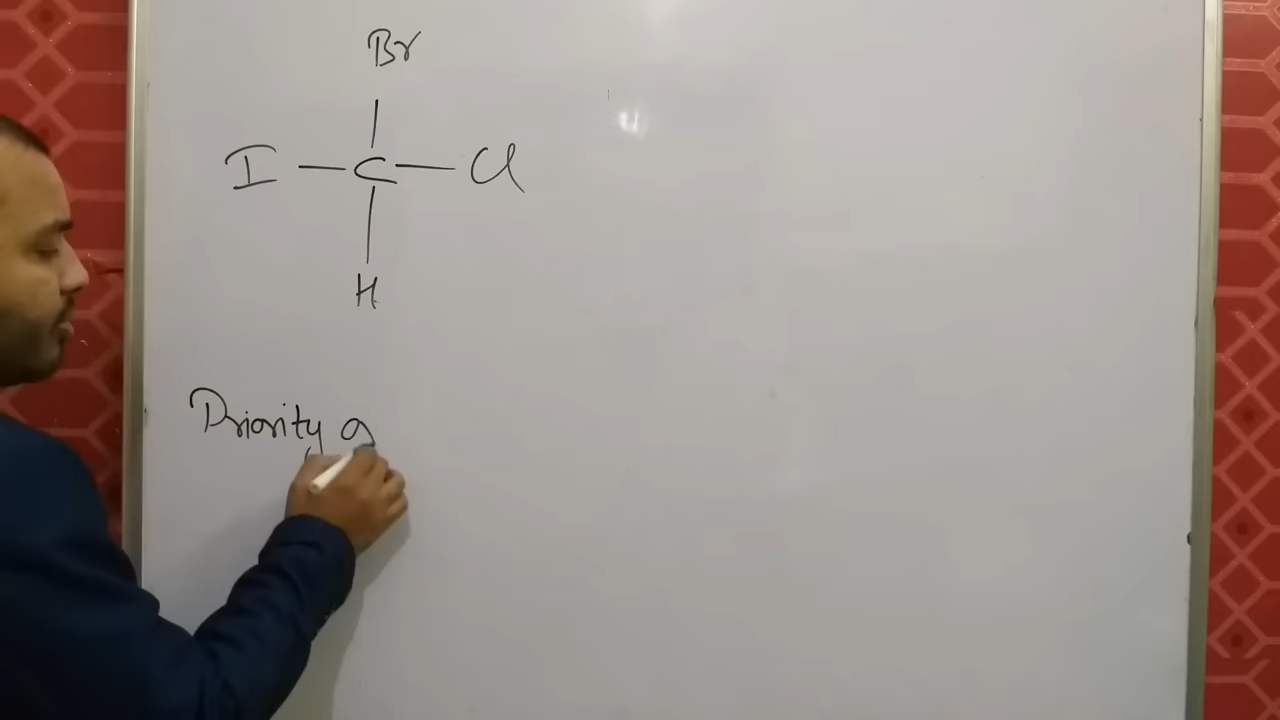 Br
I — C — Cl
H
Priority a